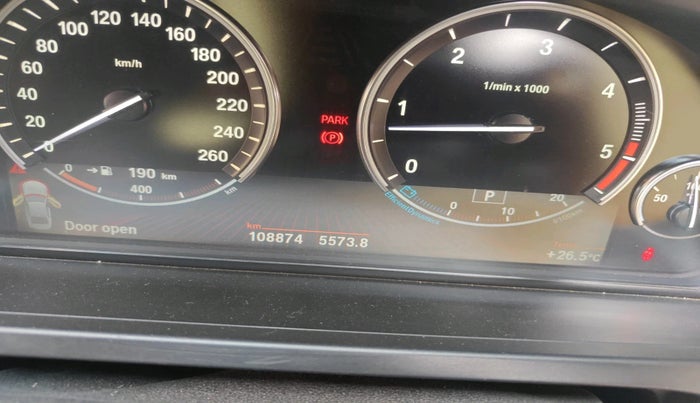 100 120 140 160
80 180
60 km/h 200
40 220
20 240
0 260
0 190 km
400 km
Door open
PARK
P
km
108874 5573.8
2 3
1/min x 1000
1 4
0 5
P
0 10 20
EfficientDynamics
+26.5°C
50